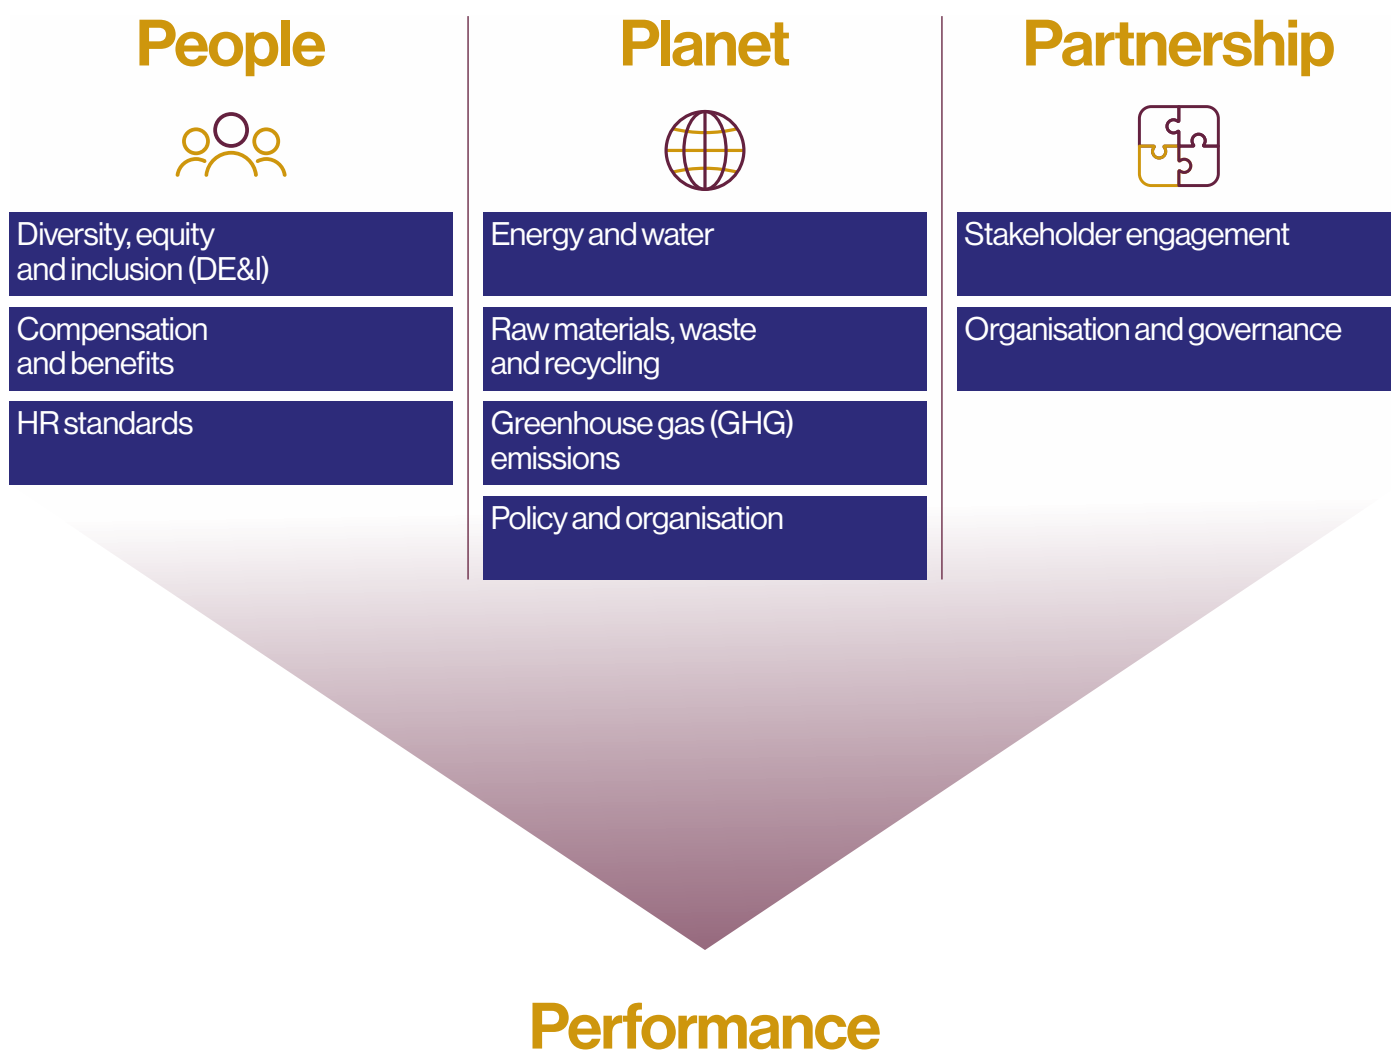 People
Diversity, equity
and inclusion (DE&I)
Compensation
and benefits
HR standards
Planet
Energy and water
Raw materials, waste
and recycling
Greenhouse gas (GHG)
emissions
Policy and organisation
Partnership
Stakeholder engagement
Organisation and governance
Performance